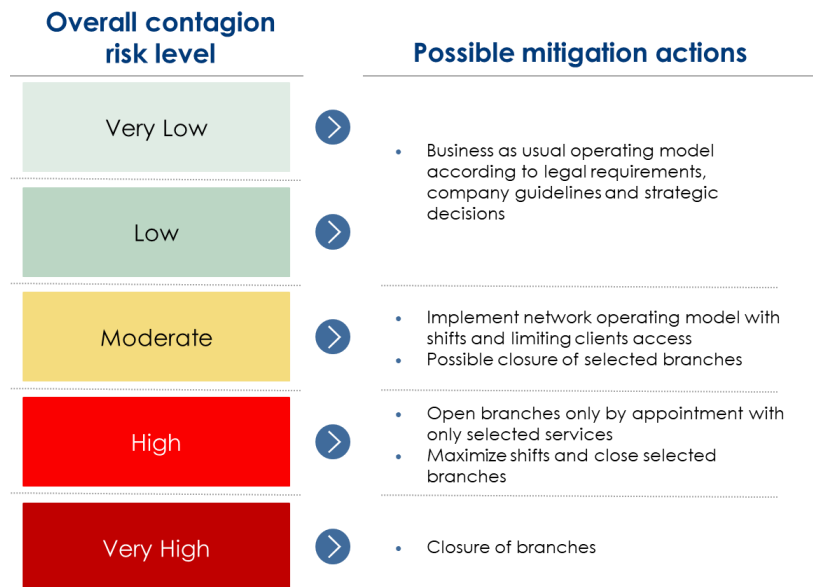 Overall contagion
risk level
Possible mitigation actions
Very Low
• Business as usual operating model
according to legal requirements,
company guidelines and strategic
decisions
Low
Moderate
• Implement network operating model with
shifts and limiting clients access
• Possible closure of selected branches
High
• Open branches only by appointment with
only selected services
• Maximize shifts and close selected
branches
Very High
• Closure of branches